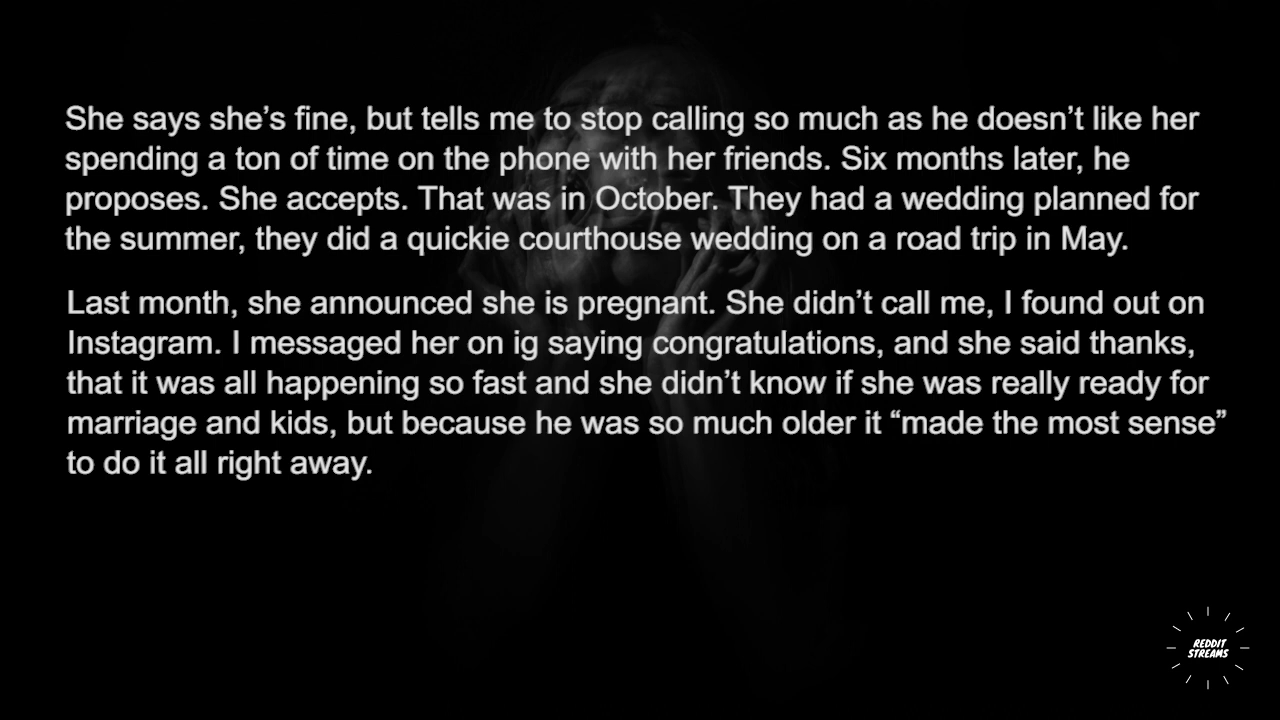 She says she’s fine, but tells me to stop calling so much as he doesn’t like her
spending a ton of time on the phone with her friends. Six months later, he
proposes. She accepts. That was in October. They had a wedding planned for
the summer, they did a quickie courthouse wedding on a road trip in May.
Last month, she announced she is pregnant. She didn’t call me, I found out on
Instagram. I messaged her on ig saying congratulations, and she said thanks,
that it was all happening so fast and she didn’t know if she was really ready for
marriage and kids, but because he was so much older it “made the most sense”
to do it all right away.
REDDIT
STREAMS